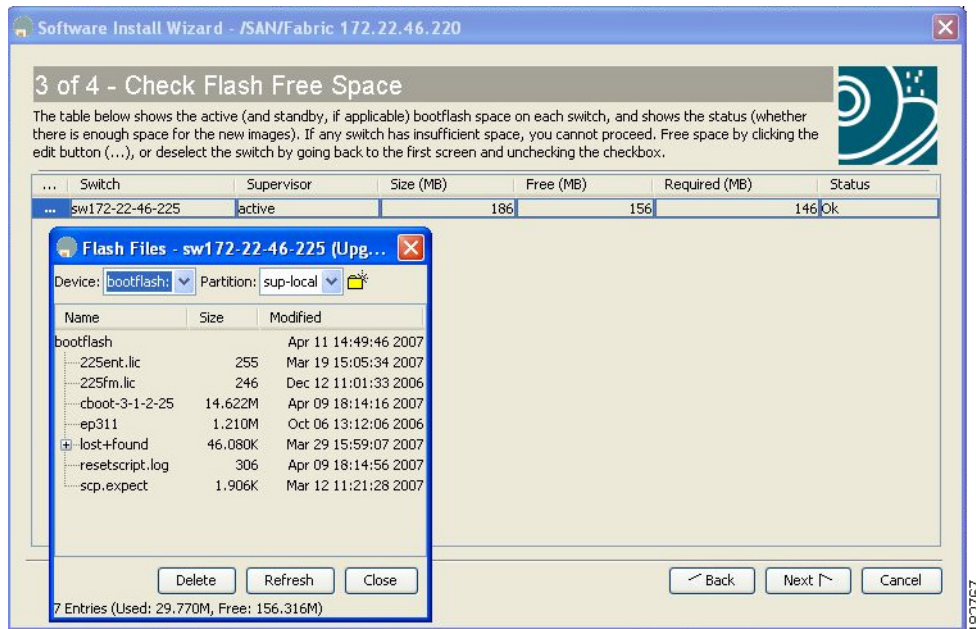 Software Install Wizard - /SAN/Fabric 172.22.46.220
3 of 4 - Check Flash Free Space
The table below shows the active (and standby, if applicable) bootflash space on each switch, and shows the status (whether
there is enough space for the new images). If any switch has insufficient space, you cannot proceed. Free space by clicking the
edit button (...), or deselect the switch by going back to the first screen and unchecking the checkbox.
... Switch Supervisor Size (MB) Free (MB) Required (MB) Status
... sw172-22-46-225 active 186 156 146 Ok
Flash Files - sw172-22-46-225 (Upg...
Device: bootflash: Partition: sup-local
Name Size Modified
bootflash Apr 11 14:49:46 2007
225ent.lic 255 Mar 19 15:05:34 2007
225fm.lic 246 Dec 12 11:01:33 2006
cboot-3-1-2-25 14.622M Apr 09 18:14:16 2007
ep311 1.210M Oct 06 13:12:06 2006
lost+found 46.080K Mar 29 15:59:07 2007
resetscript.log 306 Apr 09 18:14:56 2007
scp.expect 1.906K Mar 12 11:21:28 2007
Delete Refresh Close
7 Entries (Used: 29.770M, Free: 156.316M)
Back Next Cancel